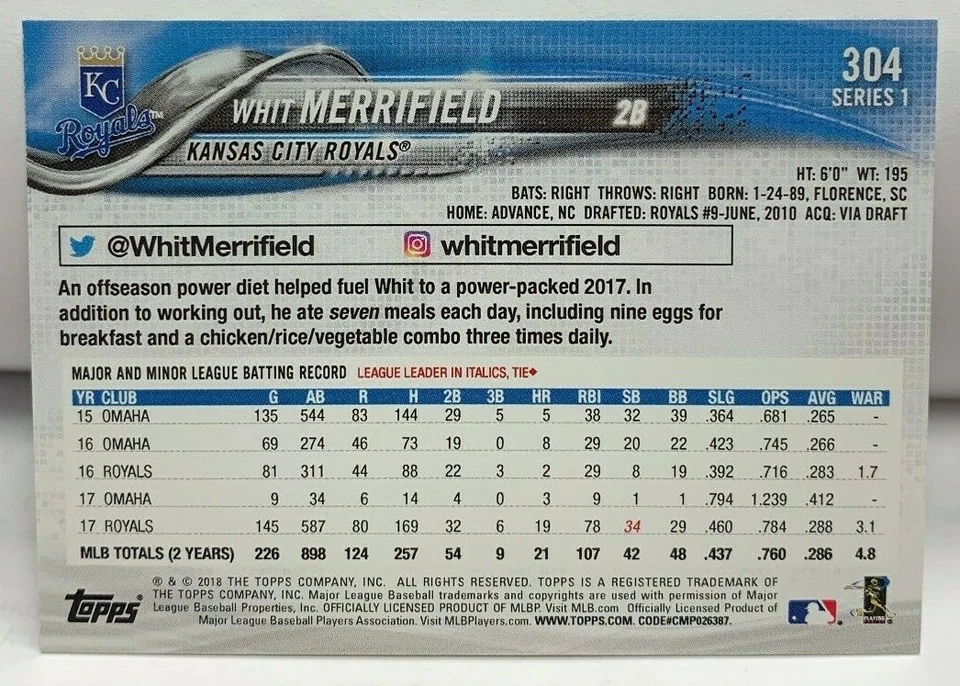 KC
Royals™
WHIT MERRIFIELD 2B
KANSAS CITY ROYALS®
304
SERIES 1
HT: 6'0" WT: 195
BATS: RIGHT THROWS: RIGHT BORN: 1-24-89, FLORENCE, SC
HOME: ADVANCE, NC DRAFTED: ROYALS #9-JUNE, 2010 ACQ: VIA DRAFT
@WhitMerrifield whitmerrifield
An offseason power diet helped fuel Whit to a power-packed 2017. In
addition to working out, he ate seven meals each day, including nine eggs for
breakfast and a chicken/rice/vegetable combo three times daily.
MAJOR AND MINOR LEAGUE BATTING RECORD LEAGUE LEADER IN ITALICS, TIE◆
YR CLUB G AB R H 2B 3B HR RBI SB BB SLG OPS AVG WAR
15 OMAHA 135 544 83 144 29 5 5 38 32 39 .364 .681 .265 -
16 OMAHA 69 274 46 73 19 0 8 29 20 22 .423 .745 .266 -
16 ROYALS 81 311 44 88 22 3 2 29 8 19 .392 .716 .283 1.7
17 OMAHA 9 34 6 14 4 0 3 9 1 1 .794 1.239 .412 -
17 ROYALS 145 587 80 169 32 6 19 78 34 29 .460 .784 .288 3.1
MLB TOTALS (2 YEARS) 226 898 124 257 54 9 21 107 42 48 .437 .760 .286 4.8
topps®
® & © 2018 THE TOPPS COMPANY, INC. ALL RIGHTS RESERVED. TOPPS IS A REGISTERED TRADEMARK OF
THE TOPPS COMPANY, INC. Major League Baseball trademarks and copyrights are used with permission of Major
League Baseball Properties, Inc. OFFICIALLY LICENSED PRODUCT OF MLBP. Visit MLB.com Officially Licensed Product of
Major League Baseball Players Association. Visit MLBPlayers.com. WWW.TOPPS.COM. CODE#CMP026387.
PLAYERS